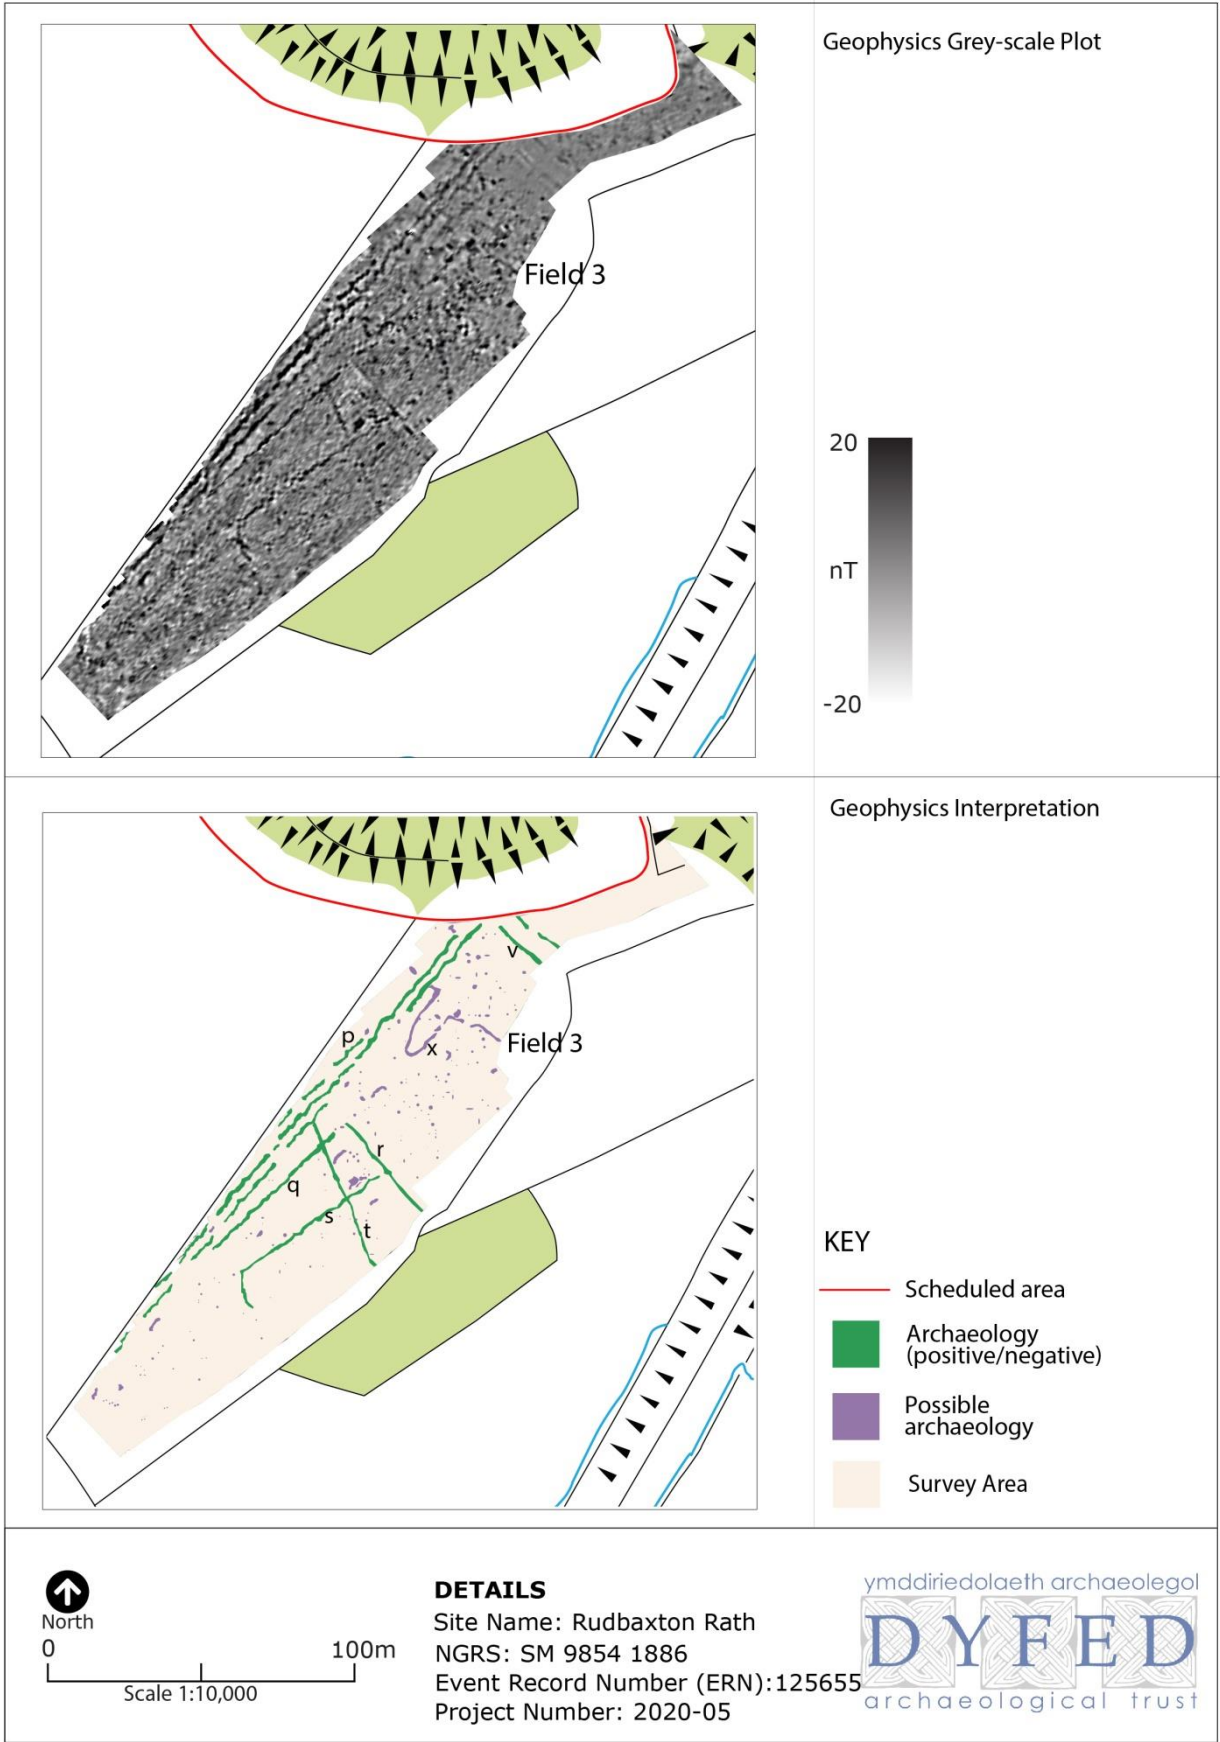 Geophysics Grey-scale Plot
Field 3
20
nT
-20
Geophysics Interpretation
v
p
x
Field 3
r
q
s
t
KEY
Scheduled area
Archaeology
(positive/negative)
Possible
archaeology
Survey Area
North
0 100m
Scale 1:10,000
DETAILS
Site Name: Rudbaxton Rath
NGRS: SM 9854 1886
Event Record Number (ERN):125655
Project Number: 2020-05
ymddiriedolaeth archaeolegol
DYFED
archaeological trust